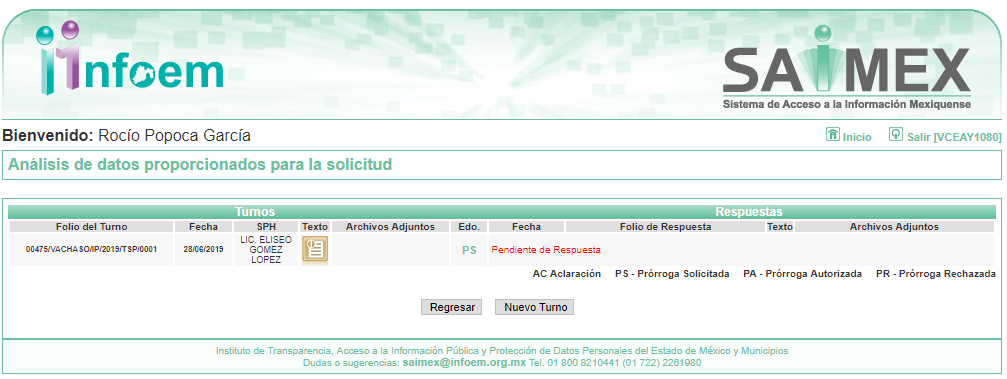 infoem
SAIMEX
Sistema de Acceso a la Información Mexiquense
Bienvenido: Rocío Popoca García
Inicio Salir [VCEAY1080]
Análisis de datos proporcionados para la solicitud
Turnos Respuestas
Folio del Turno Fecha SPH Texto Archivos Adjuntos Edo. Fecha Folio de Respuesta Texto Archivos Adjuntos
00475/VACHASO/IP/2019/TSP/0001 28/06/2019 LIC. ELISEO GOMEZ LOPEZ PS Pendiente de Respuesta
AC Aclaración PS - Prórroga Solicitada PA - Prórroga Autorizada PR - Prórroga Rechazada
Regresar Nuevo Turno
Instituto de Transparencia, Acceso a la Información Pública y Protección de Datos Personales del Estado de México y Municipios
Dudas o sugerencias: saimex@infoem.org.mx Tel. 01 800 8210441 (01 722) 2261980